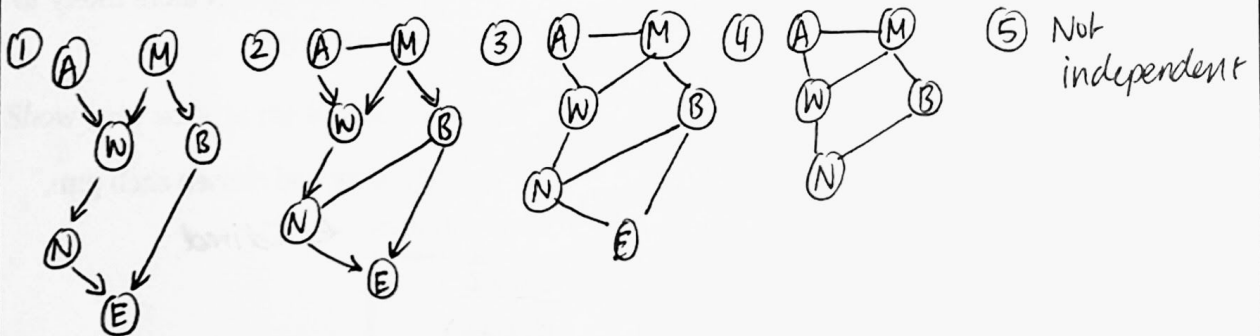 ① A M W B N E
② A M W B N E
③ A M W B N E
④ A M W B N
⑤ Not
independent